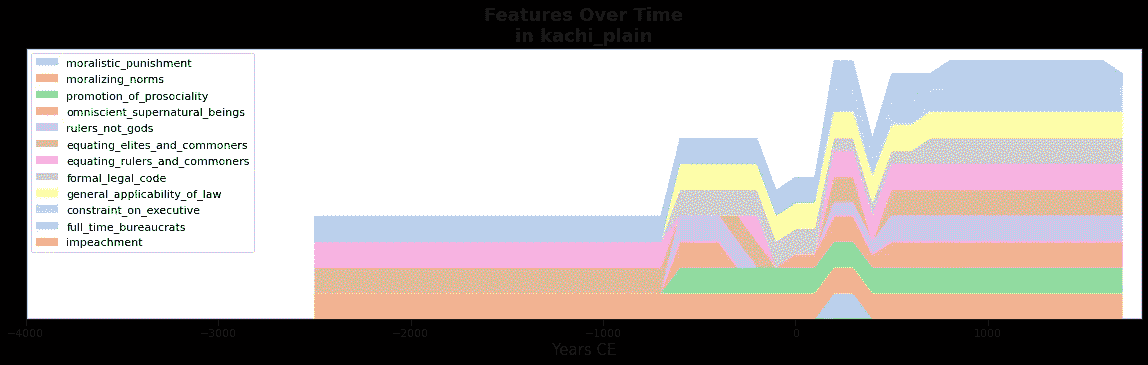 Features Over Time
in kachi_plain
moralistic_punishment
moralizing_norms
promotion_of_prosociality
omniscient_supernatural_beings
rulers_not_gods
equating_elites_and_commoners
equating_rulers_and_commoners
formal_legal_code
general_applicability_of_law
constraint_on_executive
full_time_bureaucrats
impeachment
−4000 −3000 −2000 −1000 0 1000
Years CE